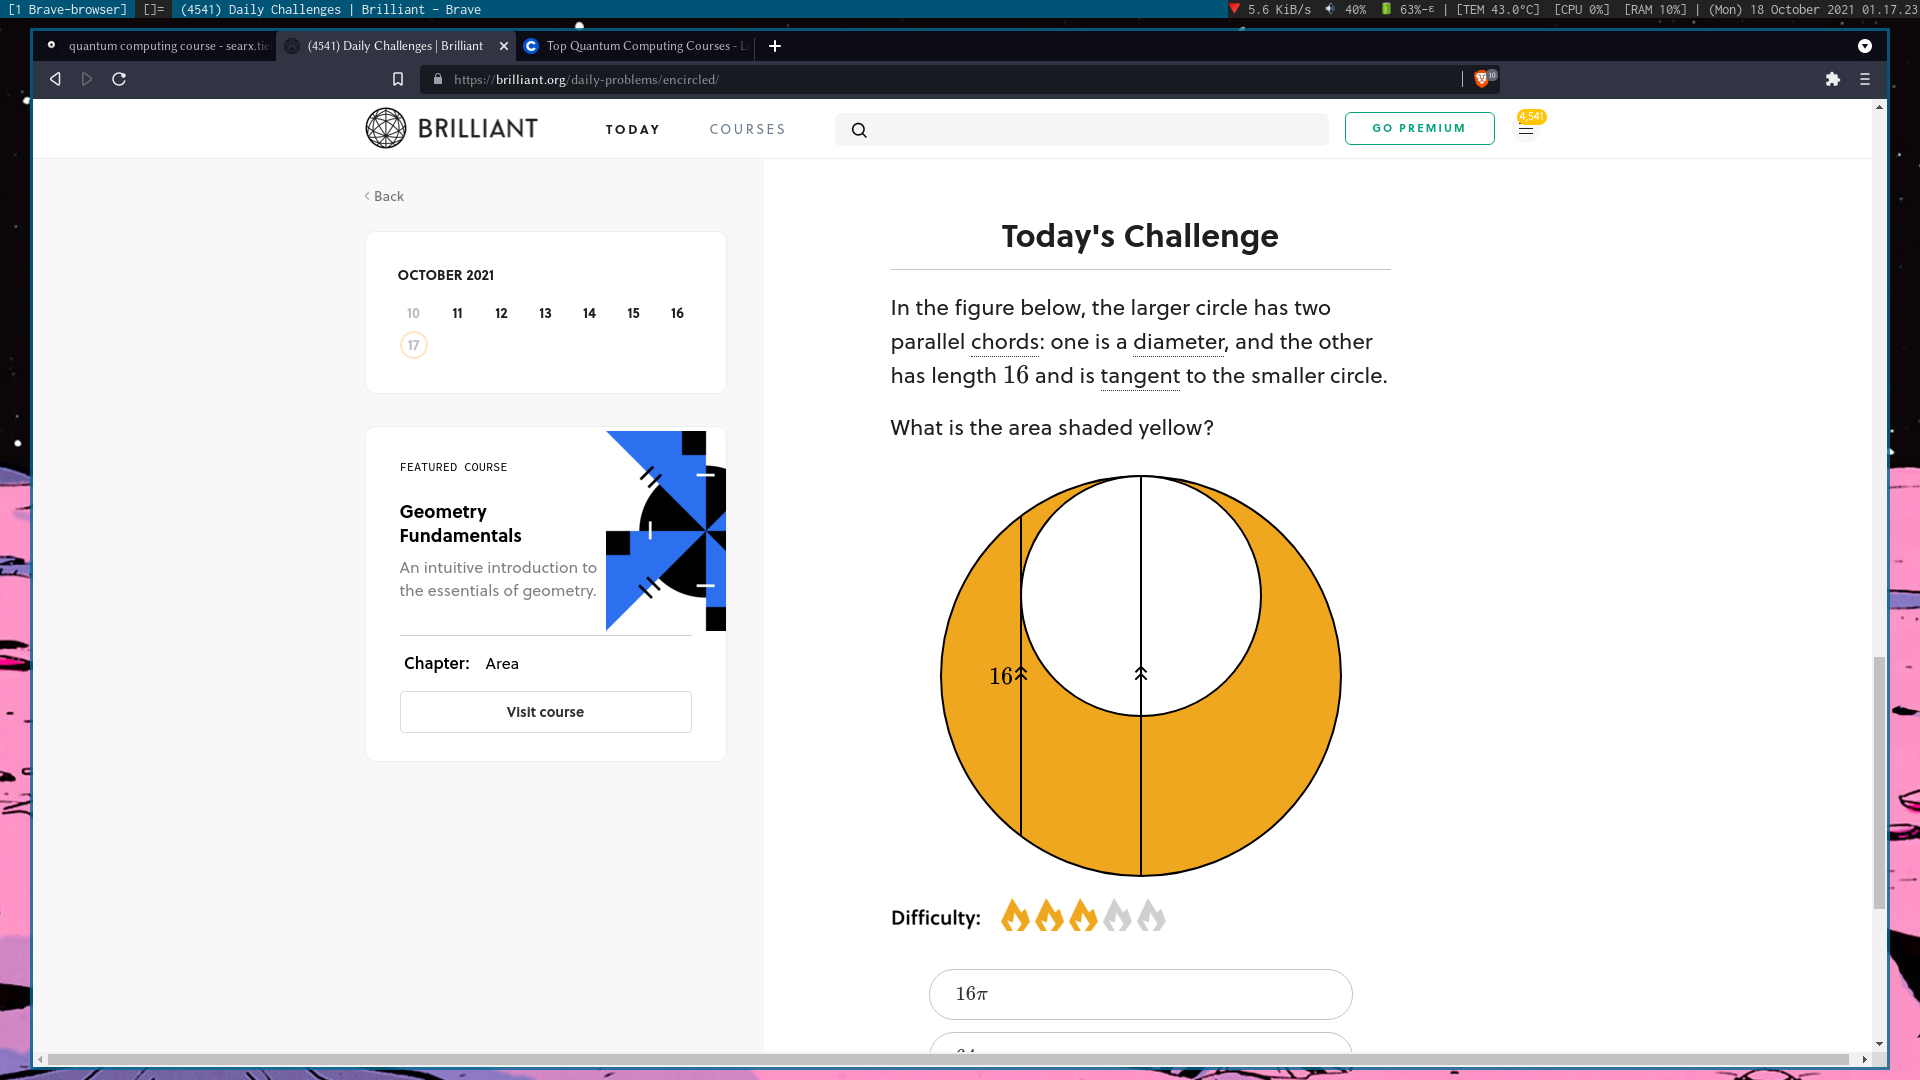 [1 Brave-browser] []= (4541) Daily Challenges | Brilliant - Brave 5.6 KiB/s 40% 63%-ε | [TEM 43.0°C] [CPU 0%] [RAM 10%] | (Mon) 18 October 2021 01.17.23
quantum computing course - searx.tie (4541) Daily Challenges | Brilliant Top Quantum Computing Courses - L
https://brilliant.org/daily-problems/encircled/ 10
BRILLIANT TODAY COURSES GO PREMIUM 4,541
Back
OCTOBER 2021
10 11 12 13 14 15 16
17
FEATURED COURSE
Geometry
Fundamentals
An intuitive introduction to
the essentials of geometry.
Chapter: Area
Visit course
Today's Challenge
In the figure below, the larger circle has two
parallel chords: one is a diameter, and the other
has length 16 and is tangent to the smaller circle.
What is the area shaded yellow?
16
Difficulty:
16π